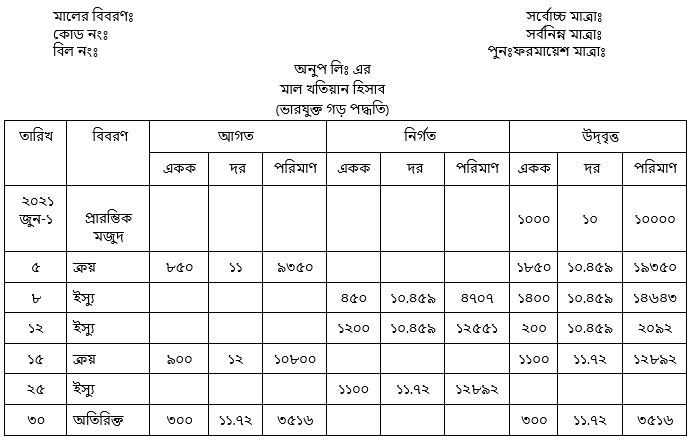 মালের বিবরণঃ সর্বোচ্চ মাত্রাঃ
কোড নংঃ সর্বনিম্ন মাত্রাঃ
বিল নংঃ পুনঃফরমায়েশ মাত্রাঃ
অনুপ লিঃ এর
মাল খতিয়ান হিসাব
(ভারযুক্ত গড় পদ্ধতি)
তারিখ বিবরণ আগত নির্গত উদ্বৃত্ত
একক দর পরিমাণ একক দর পরিমাণ একক দর পরিমাণ
২০২১
জুন-১ প্রারম্ভিক মজুদ ১০০০ ১০ ১০০০০
৫ ক্রয় ৮৫০ ১১ ৯৩৫০ ১৮৫০ ১০.৪৫৯ ১৯৩৫০
৮ ইস্যু ৪৫০ ১০.৪৫৯ ৪৭০৭ ১৪০০ ১০.৪৫৯ ১৪৬৪৩
১২ ইস্যু ১২০০ ১০.৪৫৯ ১২৫৫১ ২০০ ১০.৪৫৯ ২০৯২
১৫ ক্রয় ৯০০ ১২ ১০৮০০ ১১০০ ১১.৭২ ১২৮৯২
২৫ ইস্যু ১১০০ ১১.৭২ ১২৮৯২
৩০ অতিরিক্ত ৩০০ ১১.৭২ ৩৫১৬ ৩০০ ১১.৭২ ৩৫১৬